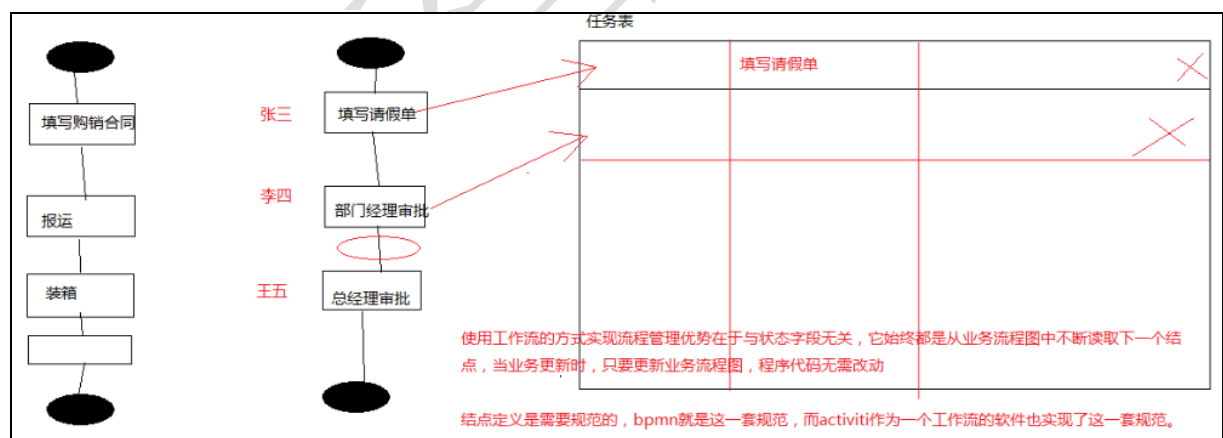 任务表
填写请假单
填写购销合同
张三
填写请假单
李四
部门经理审批
报运
王五
总经理审批
装箱
使用工作流的方式实现流程管理优势在于与状态字段无关，它始终都是从业务流程图中不断读取下一个结
点，当业务更新时，只要更新业务流程图，程序代码无需改动
结点定义是需要规范的，bpmn就是这一套规范，而activiti作为一个工作流的软件也实现了这一套规范。